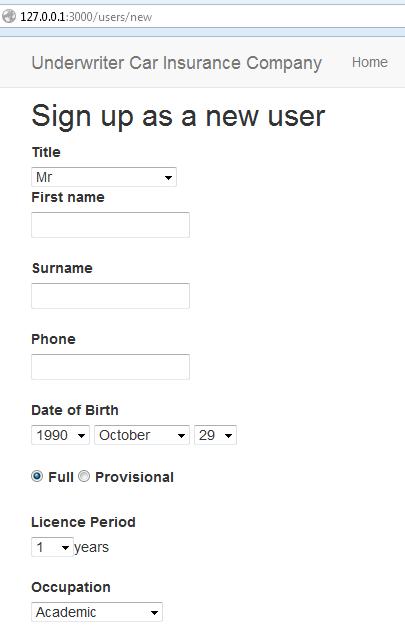 127.0.0.1:3000/users/new
Underwriter Car Insurance Company Home
Sign up as a new user
Title
Mr
First name
Surname
Phone
Date of Birth
1990 October 29
Full Provisional
Licence Period
1 years
Occupation
Academic